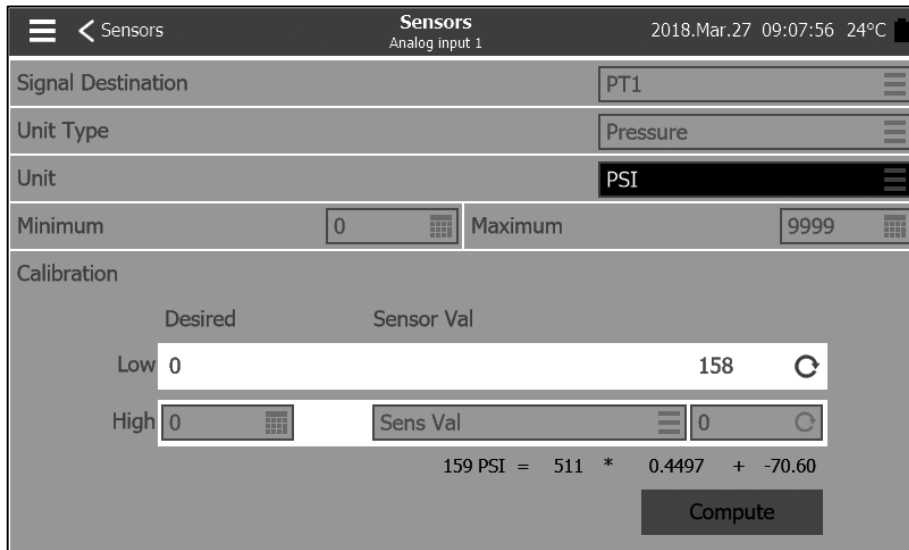 Sensors Sensors 2018.Mar.27 09:07:56 24°C
Analog input 1
Signal Destination PT1
Unit Type Pressure
Unit PSI
Minimum 0 Maximum 9999
Calibration
Desired Sensor Val
Low 0 158
High 0 Sens Val 0
159 PSI = 511 * 0.4497 + -70.60
Compute